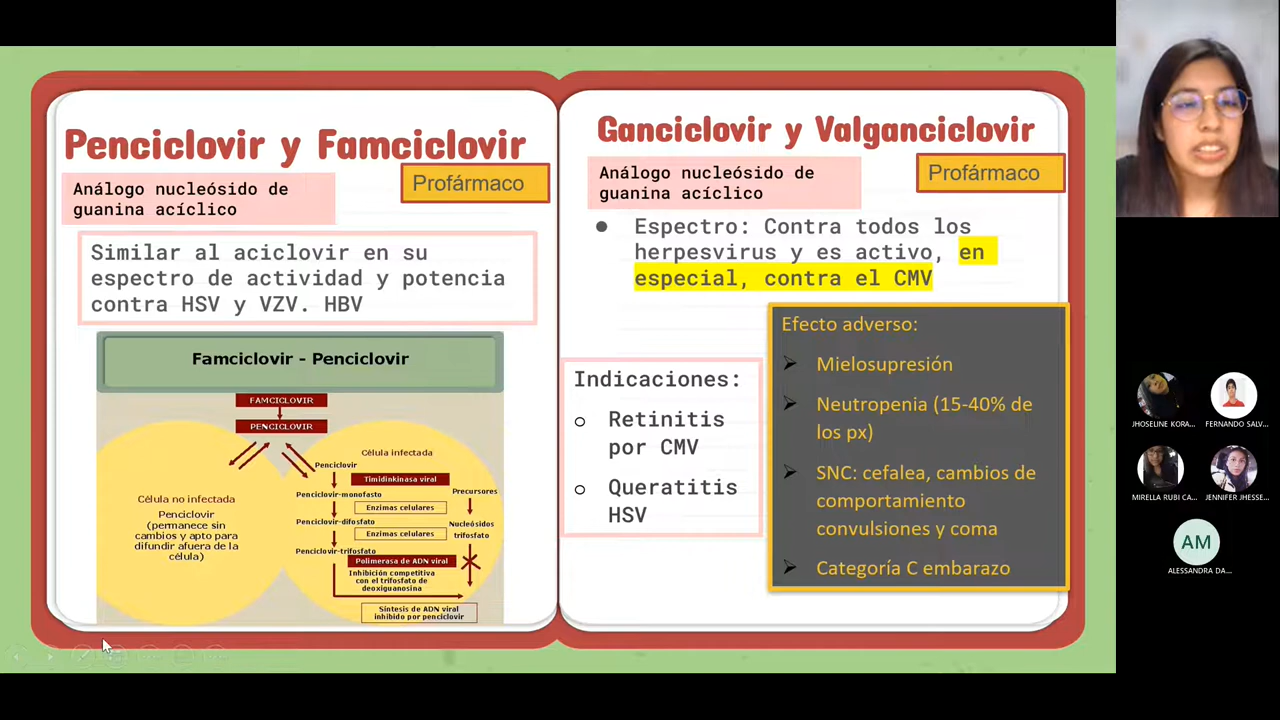 Penciclovir y Famciclovir
Análogo nucleósido de
guanina acíclico
Profármaco
Similar al aciclovir en su
espectro de actividad y potencia
contra HSV y VZV. HBV
Famciclovir - Penciclovir
FAMCICLOVIR
PENCICLOVIR
Célula no infectada
Penciclovir
(permanece sin
cambios y apto para
difundir afuera de la
célula)
Célula infectada
Penciclovir
Timidinkinasa viral
Penciclovir-monofasto
Precursores
Enzimas celulares
Penciclovir-difosfato
Nucleósidos
trifosfato
Enzimas celulares
Penciclovir-trifosfato
Polimerasa de ADN viral
Inhibición competitiva
con el trifosfato de
deoxiguanosina
Síntesis de ADN viral
inhibido por penciclovir
Ganciclovir y Valganciclovir
Análogo nucleósido de
guanina acíclico
Profármaco
● Espectro: Contra todos los
herpesvirus y es activo, en
especial, contra el CMV
Indicaciones:
o Retinitis
por CMV
o Queratitis
HSV
Efecto adverso:
➢ Mielosupresión
➢ Neutropenia (15-40% de
los px)
➢ SNC: cefalea, cambios de
comportamiento
convulsiones y coma
➢ Categoría C embarazo
JHOSELINE KORA...
FERNANDO SALV...
MIRELLA RUBI CA...
JENNIFER JHESSE...
AM
ALESSANDRA DA...